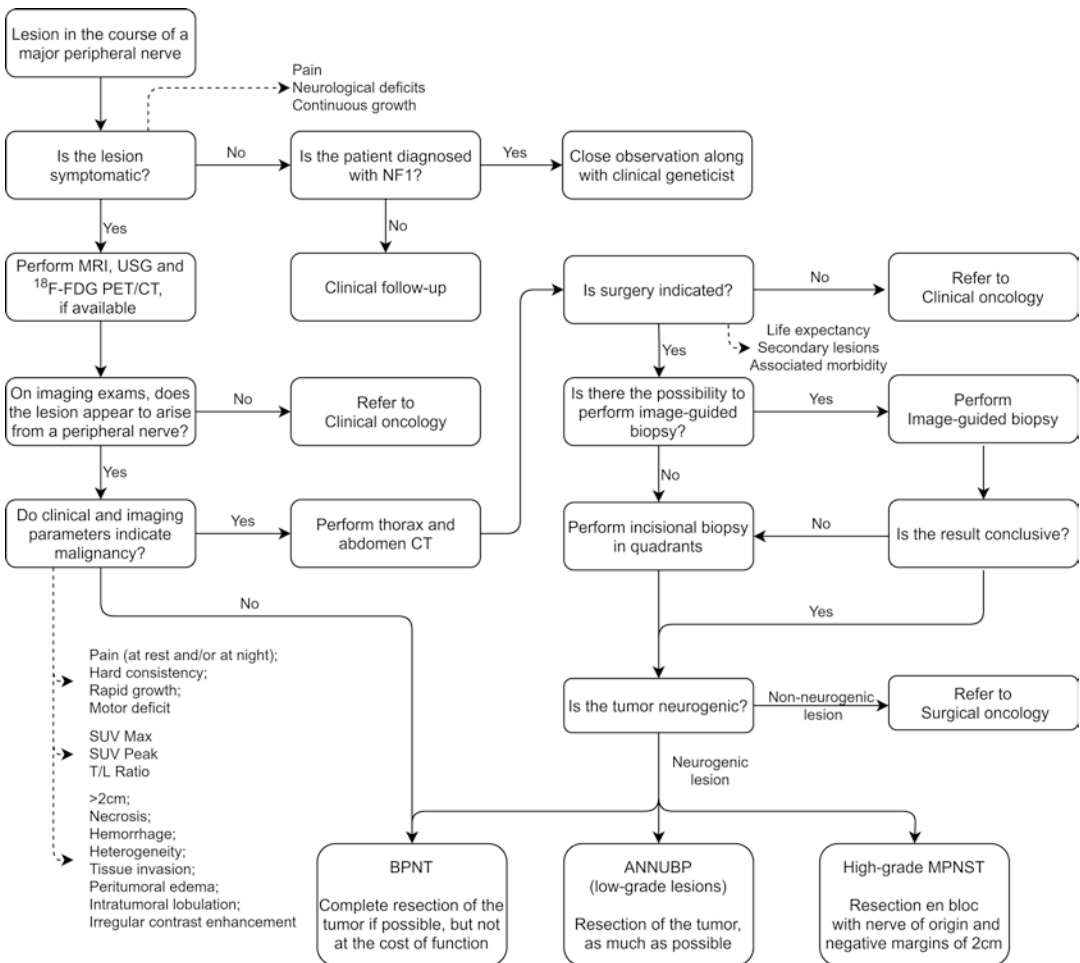 Lesion in the course of a
major peripheral nerve
Pain
Neurological deficits
Continuous growth
Is the lesion
symptomatic?
No
Is the patient diagnosed
with NF1?
Yes
Close observation along
with clinical geneticist
Yes
No
Perform MRI, USG and
18F-FDG PET/CT,
if available
Clinical follow-up
Is surgery indicated?
No
Refer to
Clinical oncology
Life expectancy
Secondary lesions
Associated morbidity
Yes
On imaging exams, does
the lesion appear to arise
from a peripheral nerve?
No
Refer to
Clinical oncology
Is there the possibility to
perform image-guided
biopsy?
Yes
Perform
Image-guided biopsy
Yes
No
Do clinical and imaging
parameters indicate
malignancy?
Yes
Perform thorax and
abdomen CT
Perform incisional biopsy
in quadrants
No
Is the result conclusive?
No
Yes
Pain (at rest and/or at night);
Hard consistency;
Rapid growth;
Motor deficit
SUV Max
SUV Peak
T/L Ratio
>2cm;
Necrosis;
Hemorrhage;
Heterogeneity;
Tissue invasion;
Peritumoral edema;
Intratumoral lobulation;
Irregular contrast enhancement
Is the tumor neurogenic?
Non-neurogenic
lesion
Refer to
Surgical oncology
Neurogenic
lesion
BPNT
Complete resection of the
tumor if possible, but not
at the cost of function
ANNUBP
(low-grade lesions)
Resection of the tumor,
as much as possible
High-grade MPNST
Resection en bloc
with nerve of origin and
negative margins of 2cm